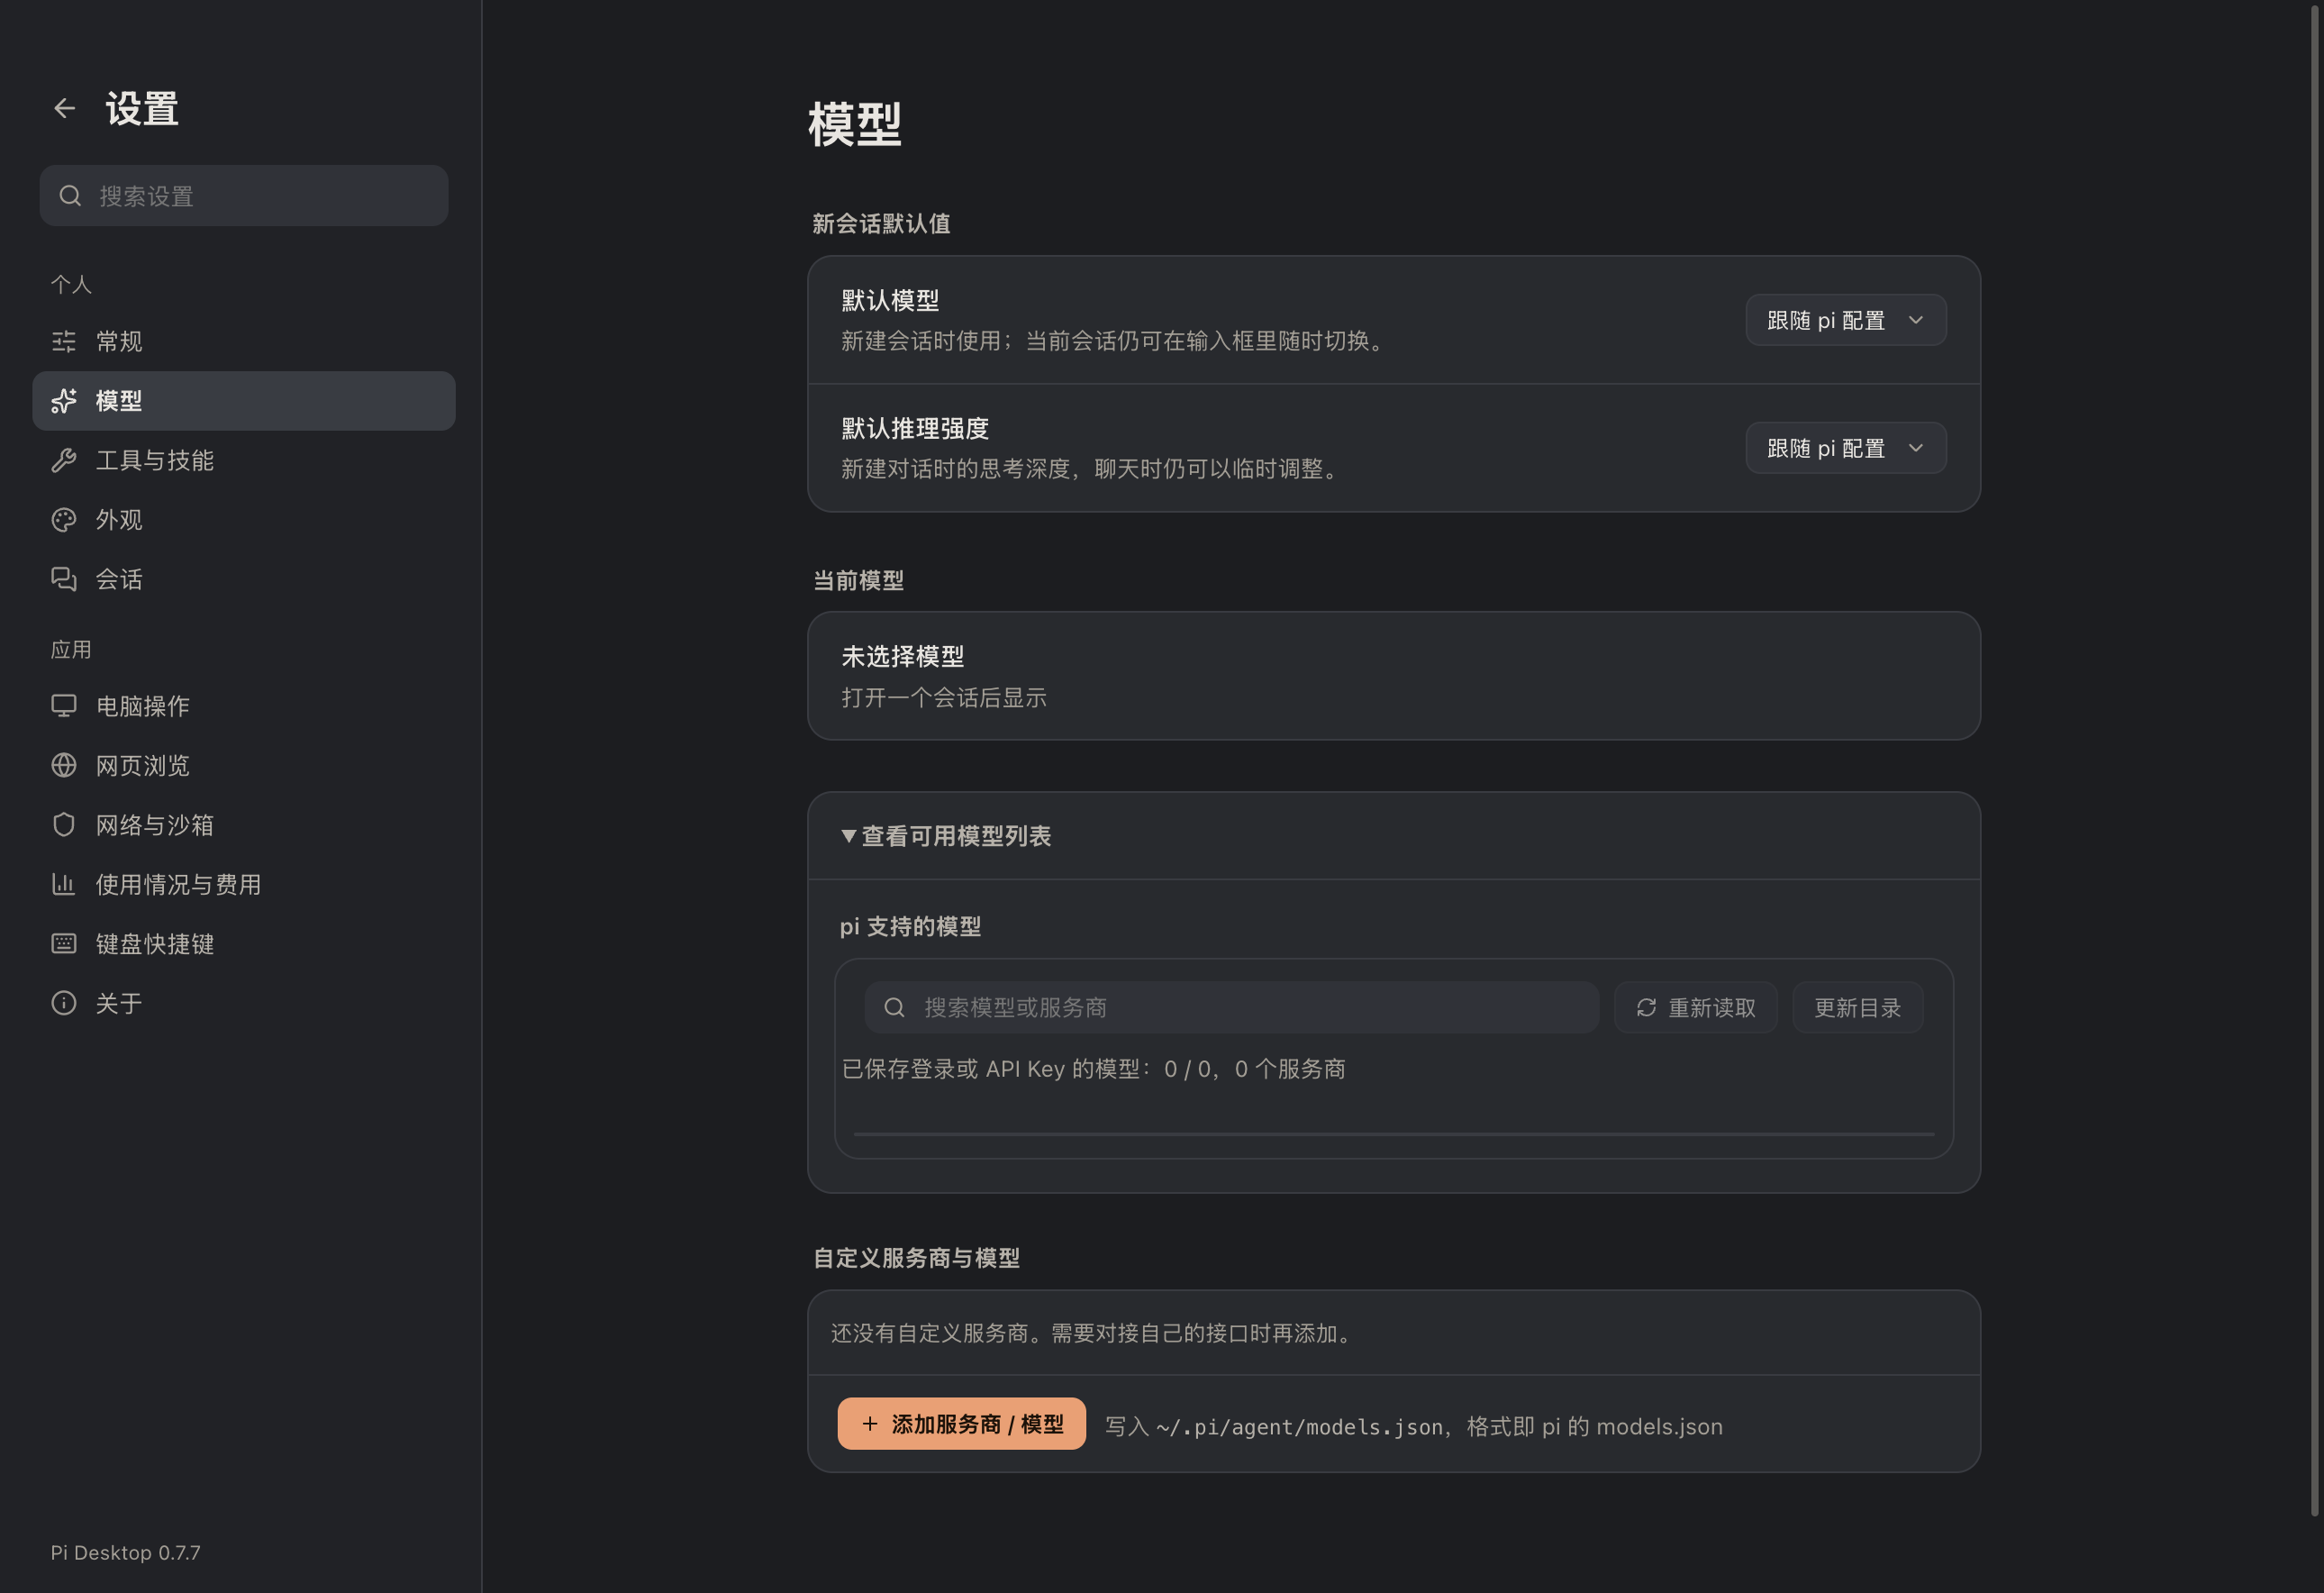 设置
搜索设置
个人
常规
模型
工具与技能
外观
会话
应用
电脑操作
网页浏览
网络与沙箱
使用情况与费用
键盘快捷键
关于
Pi Desktop 0.7.7
模型
新会话默认值
默认模型
新建会话时使用；当前会话仍可在输入框里随时切换。
跟随 pi 配置
默认推理强度
新建对话时的思考深度，聊天时仍可以临时调整。
跟随 pi 配置
当前模型
未选择模型
打开一个会话后显示
▼查看可用模型列表
pi 支持的模型
搜索模型或服务商
重新读取
更新目录
已保存登录或 API Key 的模型：0 / 0，0 个服务商
自定义服务商与模型
还没有自定义服务商。需要对接自己的接口时再添加。
+ 添加服务商 / 模型
写入 ~/.pi/agent/models.json，格式即 pi 的 models.json